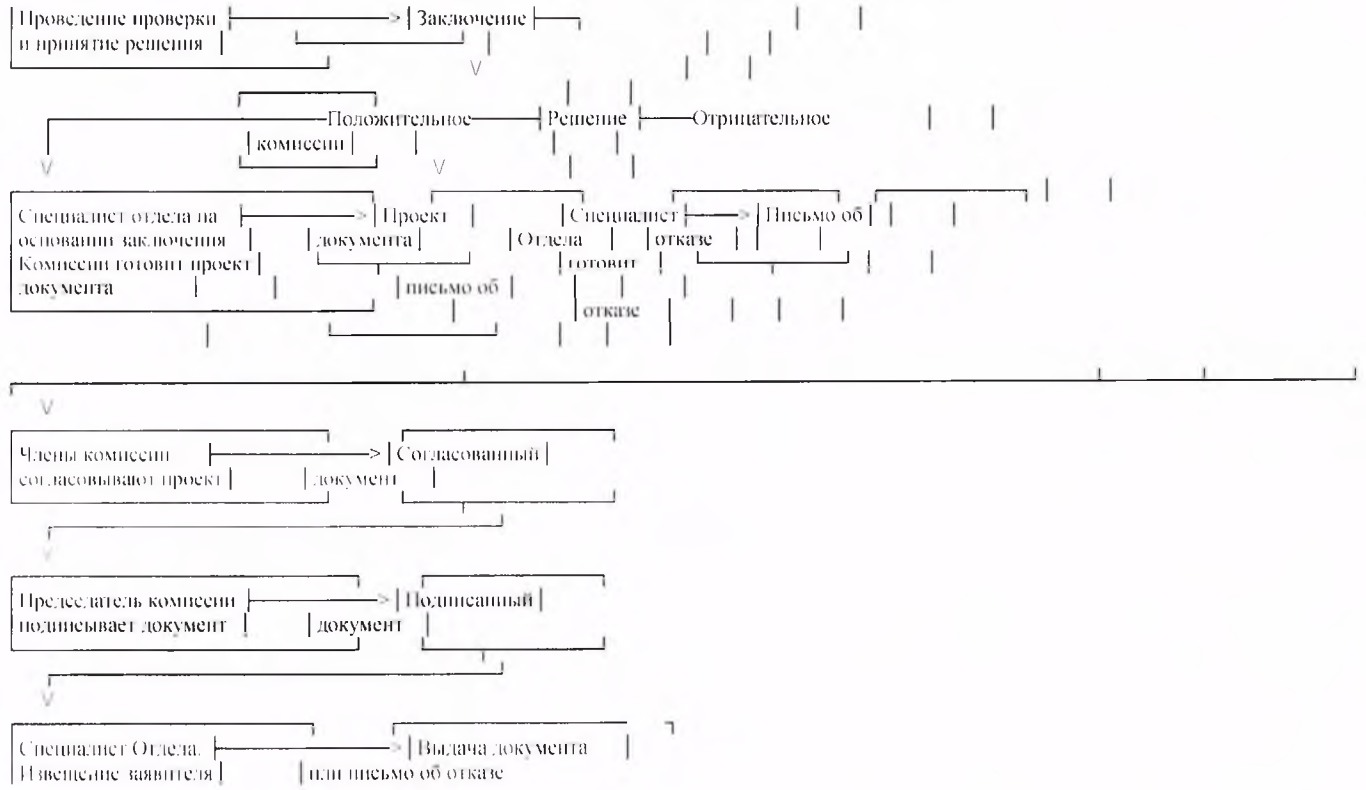 Проведение проверки > Заключение
и принятие решения
V
Положительное Решение Отрицательное
комиссии
V V
Специалист отдела на > Проект Специалист > Письмо об
основании заключения документа Отдела отказе
Комиссии готовит проект готовит
документа письмо об
отказе
V
Члены комиссии > Согласованный
согласовывают проект документ
V
Председатель комиссии > Подписанный
подписывает документ документ
V
Специалист Отдела. > Выдача документа
Извещение заявителя или письмо об отказе